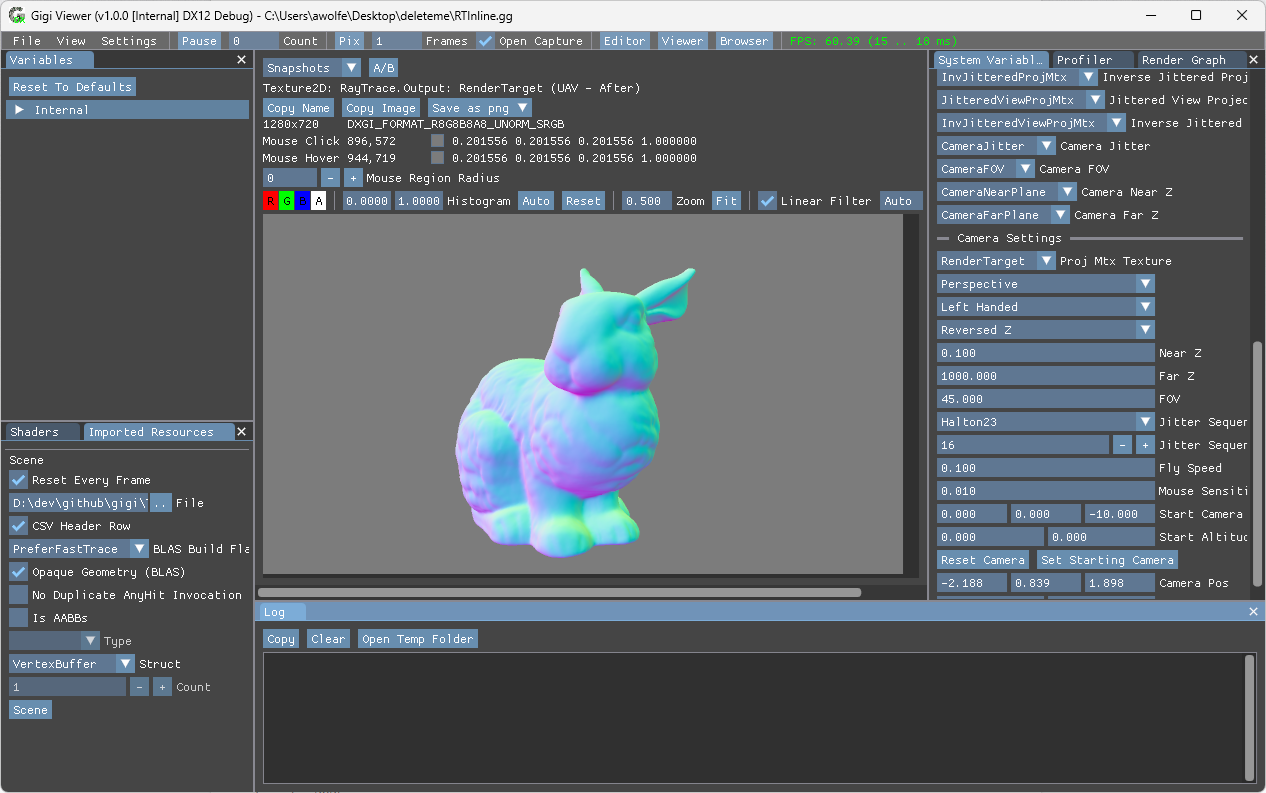 Gigi Viewer (v1.0.0 [Internal] DX12 Debug) - C:\Users\awolfe\Desktop\deleteme\RTInline.gg
File View Settings Pause 0 Count Pix 1 Frames Open Capture Editor Viewer Browser FPS: 60.39 (15 .. 18 ms)
Variables
Reset To Defaults
Internal
Shaders Imported Resources
Scene
Reset Every Frame
D:\dev\github\gigi\ .. File
CSV Header Row
PreferFastTrace BLAS Build Fla
Opaque Geometry (BLAS)
No Duplicate AnyHit Invocation
Is AABBs
Type
VertexBuffer Struct
1 - + Count
Scene
Snapshots A/B
Texture2D: RayTrace.Output: RenderTarget (UAV - After)
Copy Name Copy Image Save as png
1280x720 DXGI_FORMAT_R8G8B8A8_UNORM_SRGB
Mouse Click 896,572 0.201556 0.201556 0.201556 1.000000
Mouse Hover 944,719 0.201556 0.201556 0.201556 1.000000
0 - + Mouse Region Radius
R G B A 0.0000 1.0000 Histogram Auto Reset 0.500 Zoom Fit Linear Filter Auto
Log
Copy Clear Open Temp Folder
System Variabl… Profiler Render Graph
InvJitteredProjMtx Inverse Jittered Proj
JitteredViewProjMtx Jittered View Projec
InvJitteredViewProjMtx Inverse Jittered
CameraJitter Camera Jitter
CameraFOV Camera FOV
CameraNearPlane Camera Near Z
CameraFarPlane Camera Far Z
Camera Settings
RenderTarget Proj Mtx Texture
Perspective
Left Handed
Reversed Z
0.100 Near Z
1000.000 Far Z
45.000 FOV
Halton23 Jitter Sequen
16 - + Jitter Sequen
0.100 Fly Speed
0.010 Mouse Sensiti
0.000 0.000 -10.000 Start Camera
0.000 0.000 Start Altitud
Reset Camera Set Starting Camera
-2.188 0.839 1.898 Camera Pos